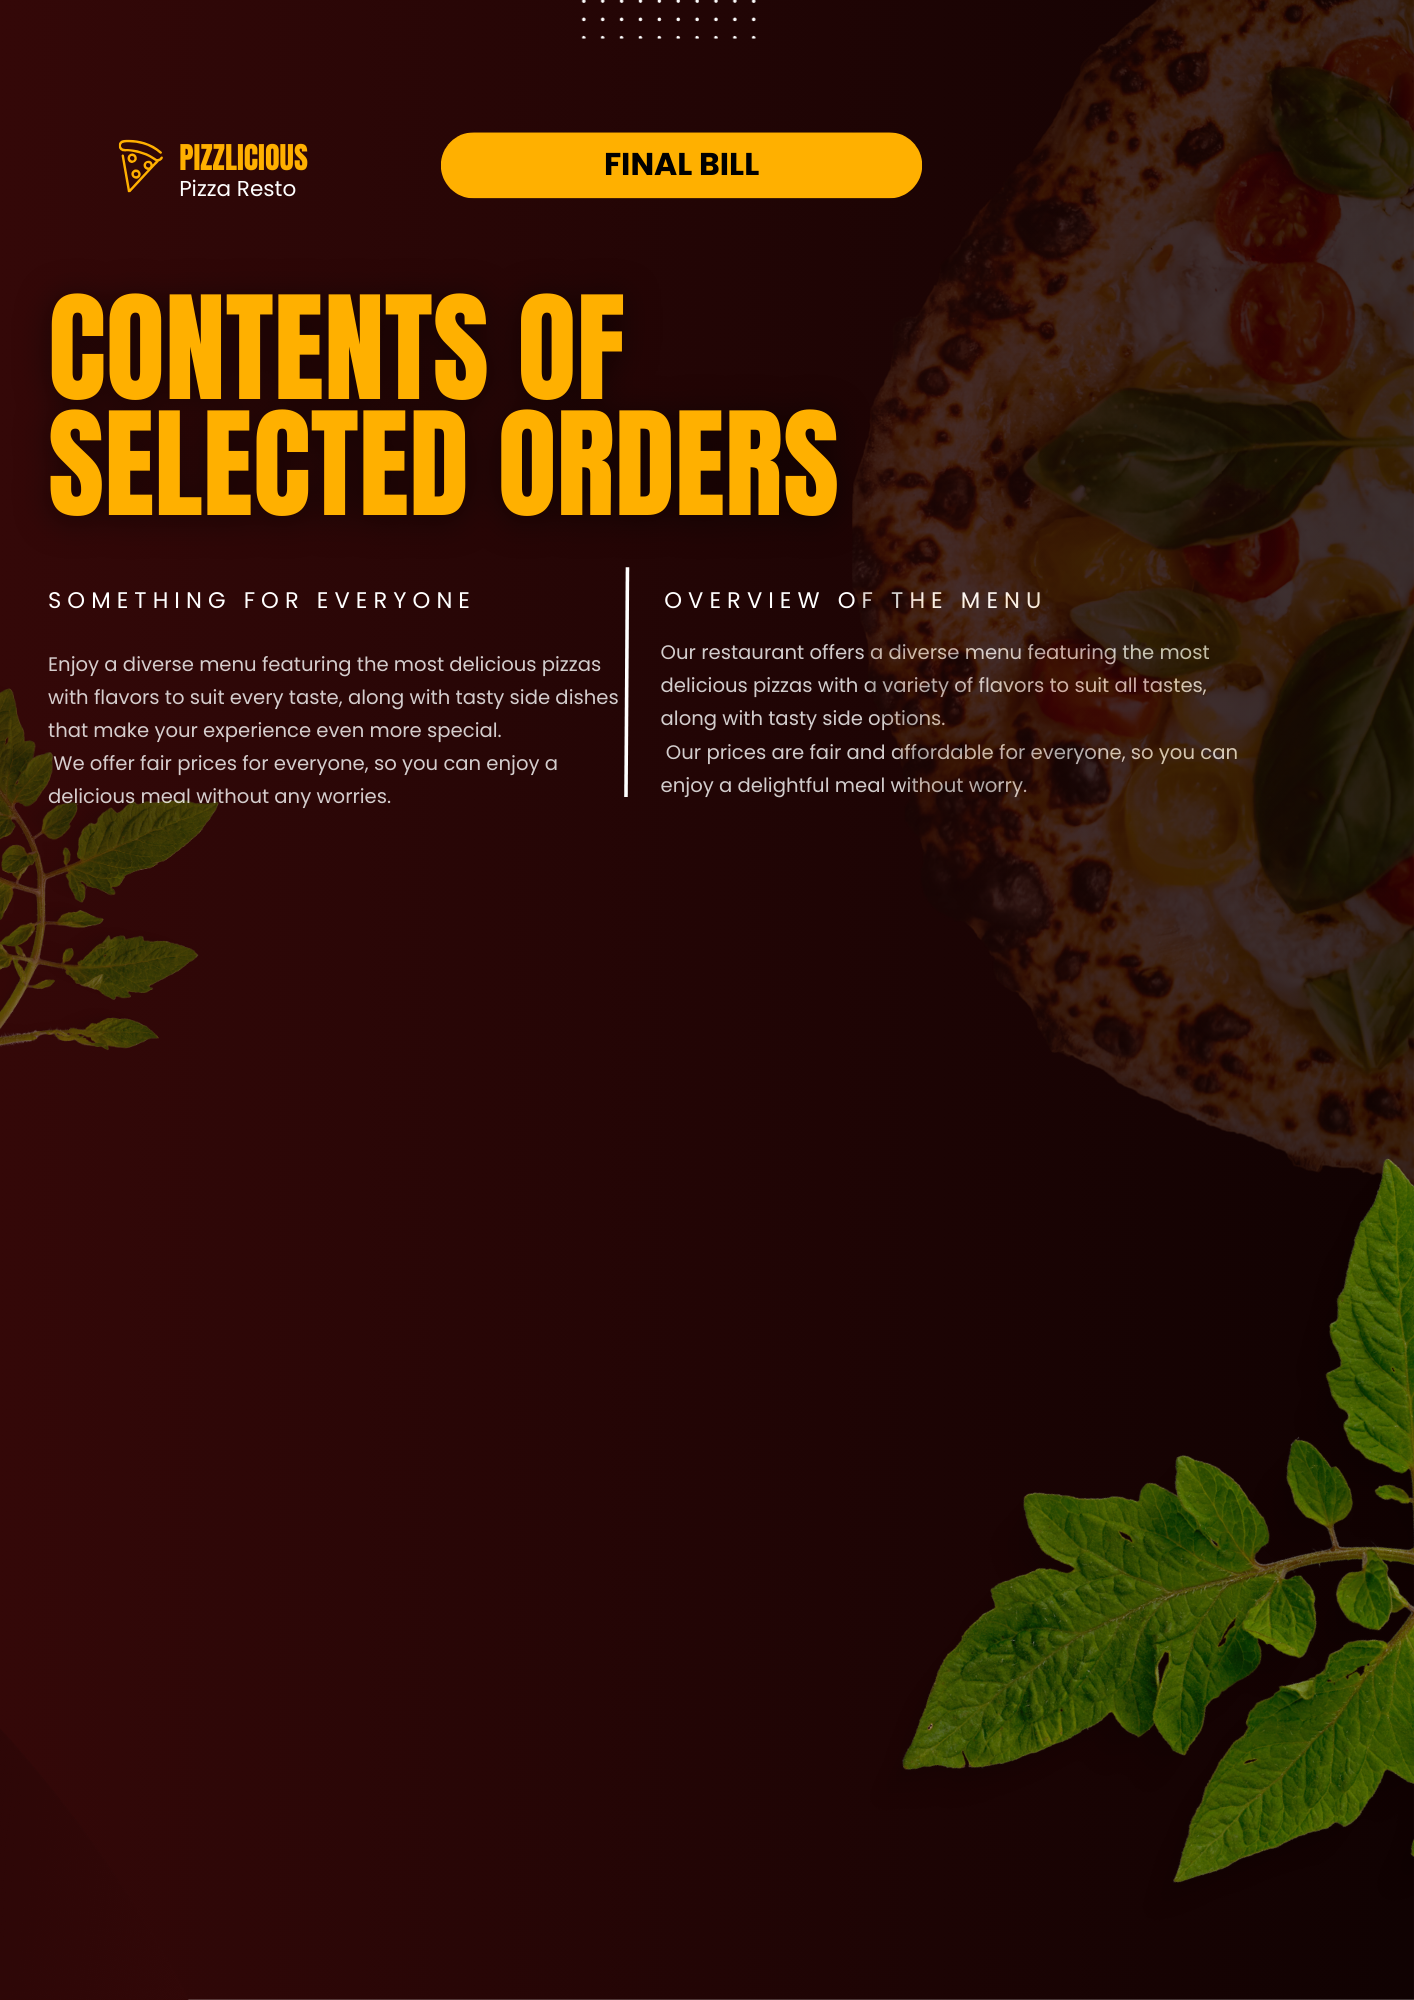 PIZZLICIOUS
Pizza Resto
FINAL BILL
CONTENTS OF
SELECTED ORDERS
SOMETHING FOR EVERYONE
Enjoy a diverse menu featuring the most delicious pizzas
with flavors to suit every taste, along with tasty side dishes
that make your experience even more special.
We offer fair prices for everyone, so you can enjoy a
delicious meal without any worries.
OVERVIEW OF THE MENU
Our restaurant offers a diverse menu featuring the most
delicious pizzas with a variety of flavors to suit all tastes,
along with tasty side options.
Our prices are fair and affordable for everyone, so you can
enjoy a delightful meal without worry.